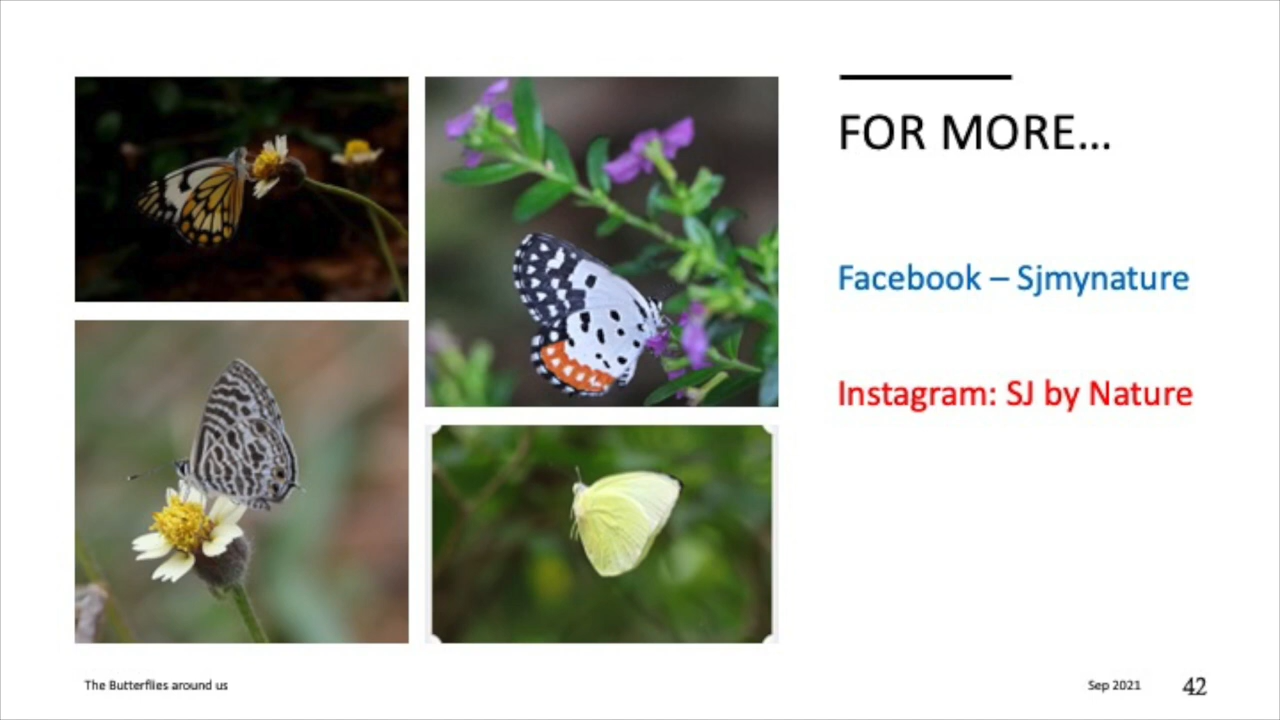 FOR MORE...
Facebook – Sjmynature
Instagram: SJ by Nature
The Butterflies around us
Sep 2021
42